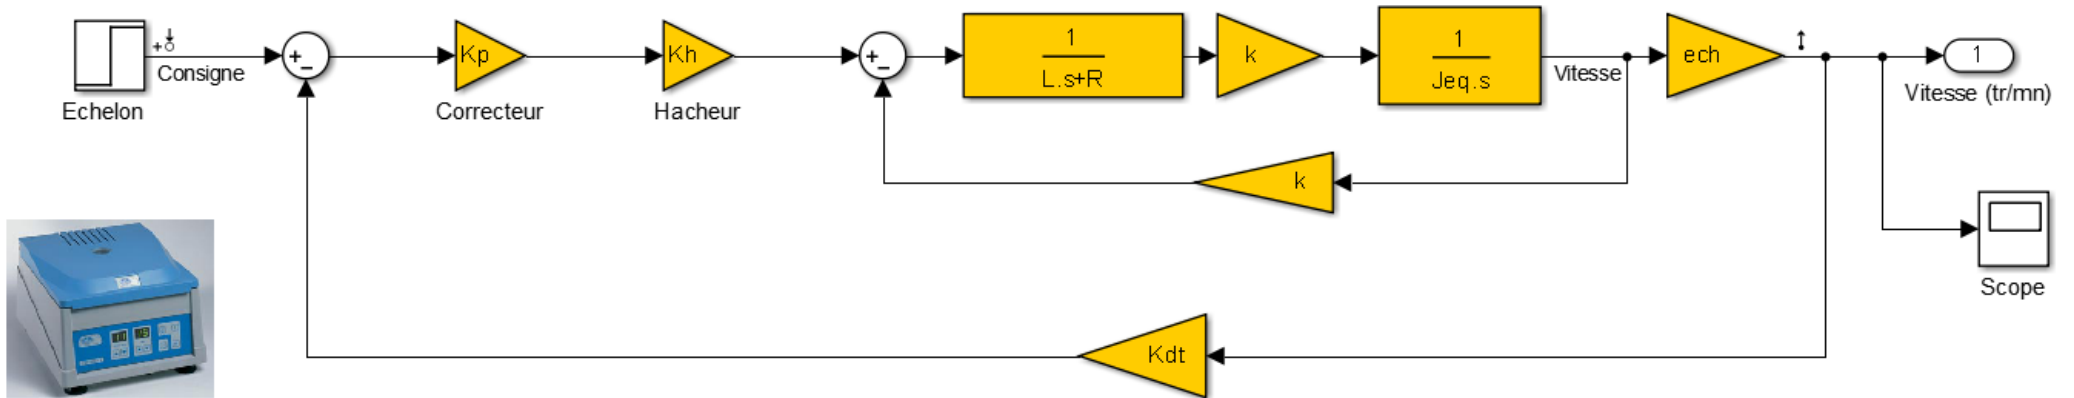 Echelon
Consigne
+
−
Kp
Correcteur
Kh
Hacheur
+
−
1
L.s+R
k
1
Jeq.s
Vitesse
ech
1
Vitesse (tr/mn)
k
Scope
Kdt